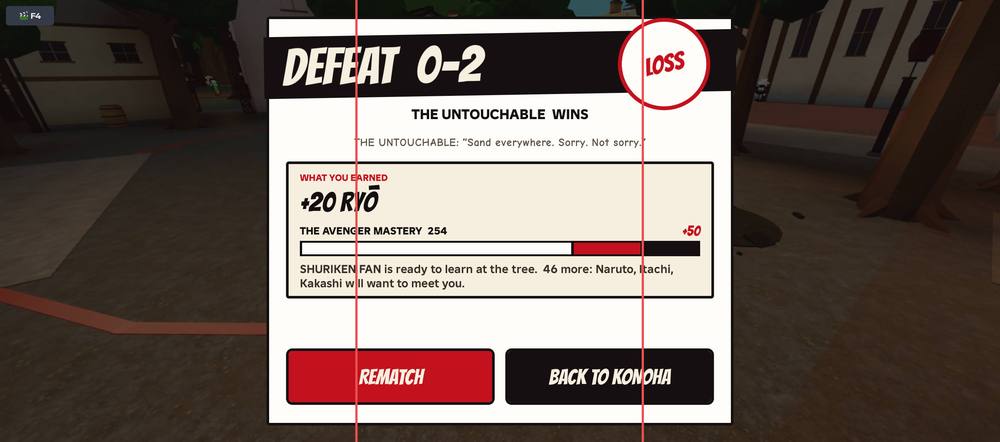 F4
DEFEAT 0-2
LOSS
THE UNTOUCHABLE WINS
THE UNTOUCHABLE: "Sand everywhere. Sorry. Not sorry."
WHAT YOU EARNED
+20 RYŌ
THE AVENGER MASTERY 254
+50
SHURIKEN FAN is ready to learn at the tree. 46 more: Naruto, Itachi,
Kakashi will want to meet you.
REMATCH
BACK TO KONOHA